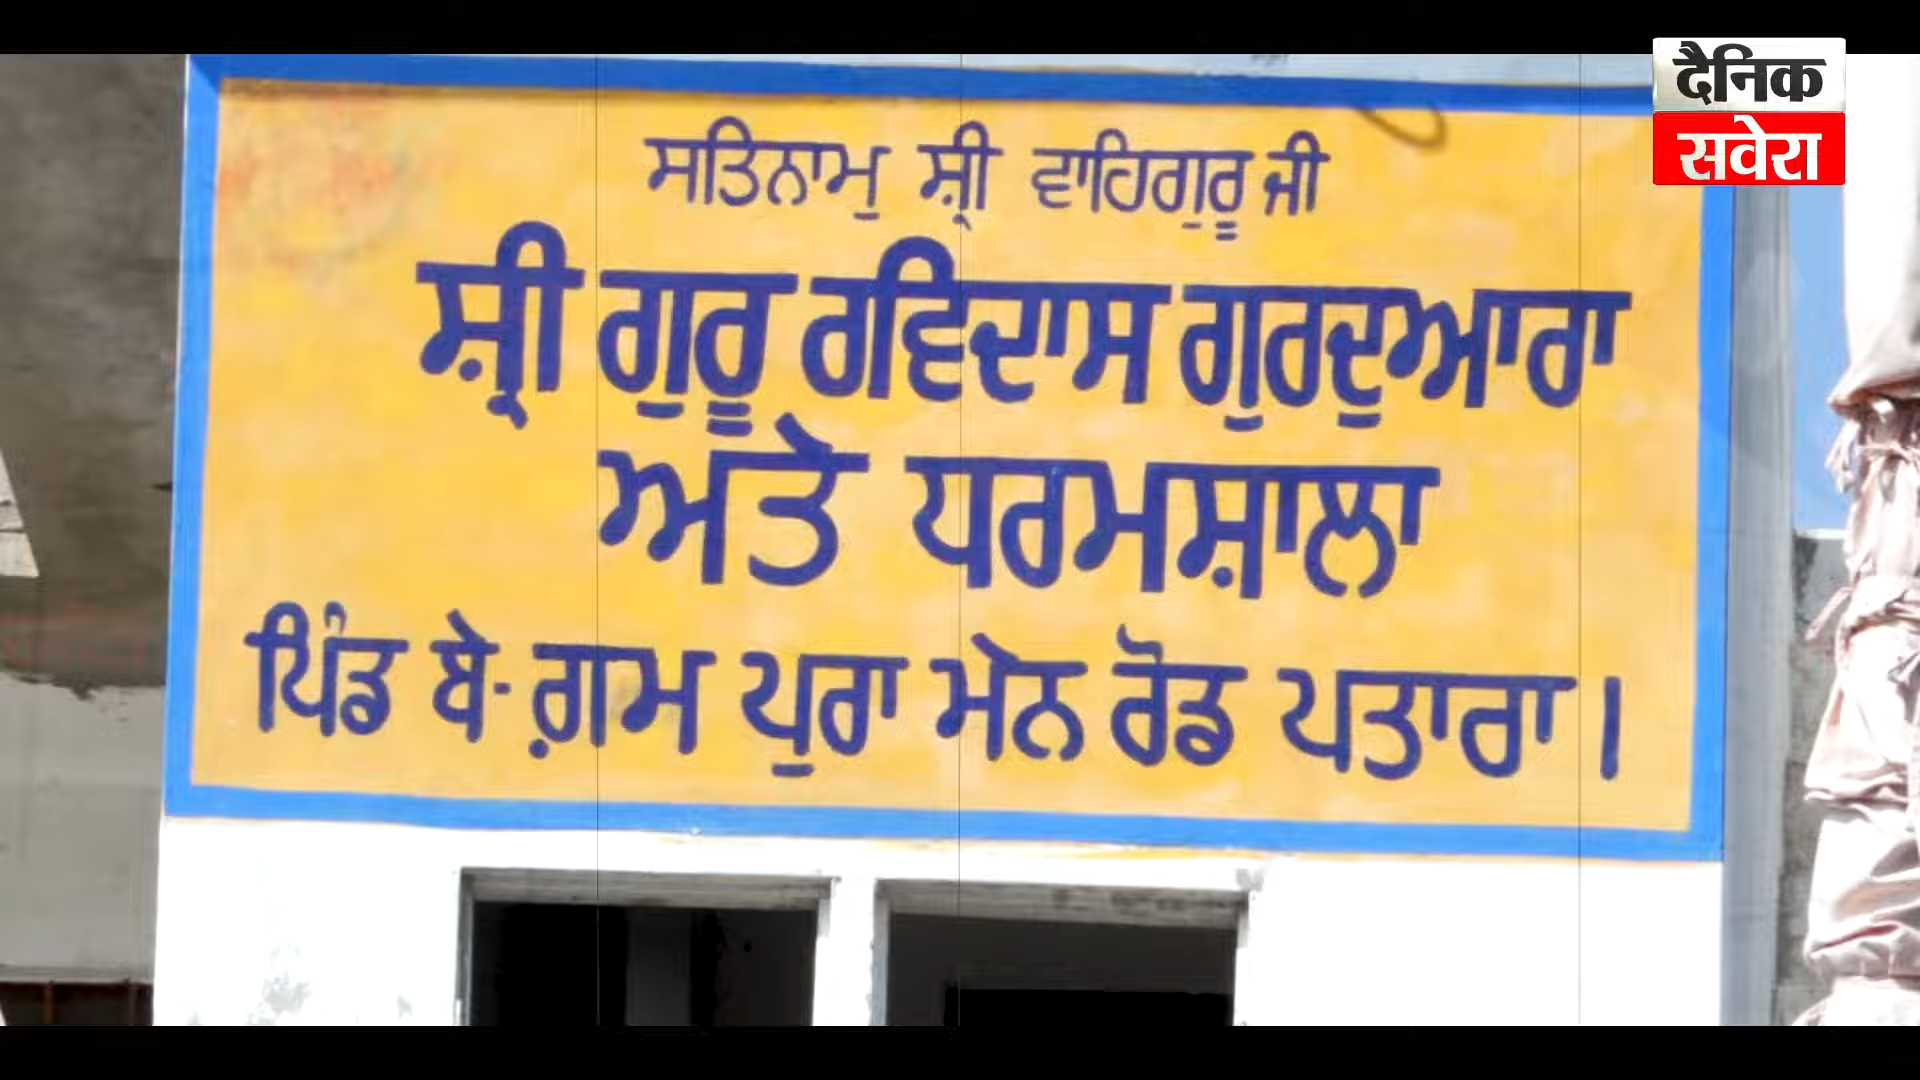 दैनिक
सवेरा
ਸਤਿਨਾਮੁ ਸ਼੍ਰੀ ਵਾਹਿਗੁਰੂ ਜੀ
ਸ਼੍ਰੀ ਗੁਰੂ ਰਵਿਦਾਸ ਗੁਰਦੁਆਰਾ
ਅਤੇ ਧਰਮਸ਼ਾਲਾ
ਪਿੰਡ ਬੇ-ਗ਼ਮ ਪੁਰਾ ਮੇਨ ਰੋਡ ਪਤਾਰਾ।